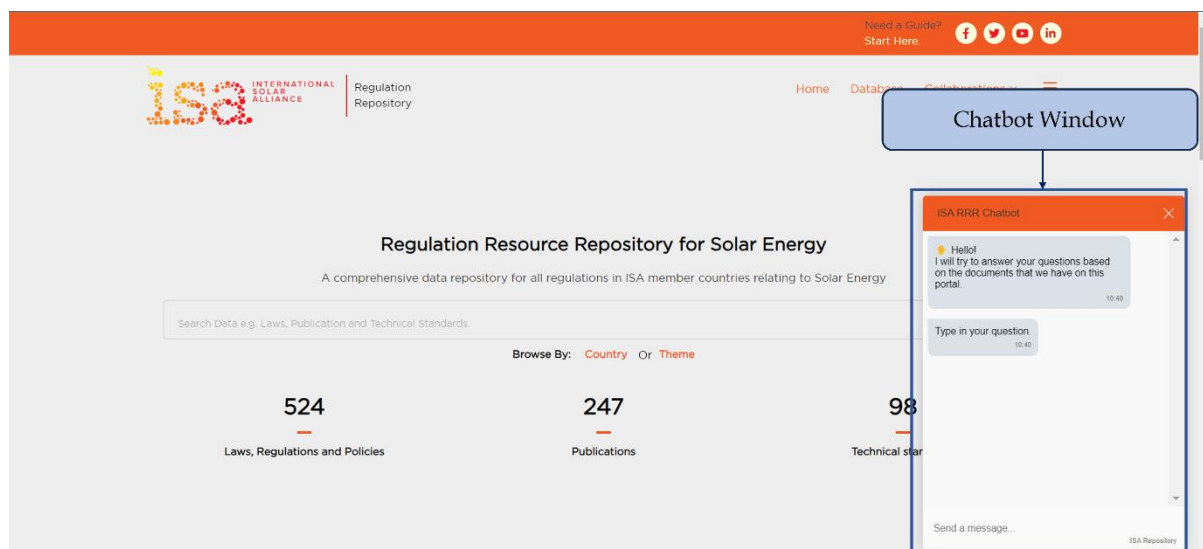 Need a Guide?
Start Here.
isa
INTERNATIONAL
SOLAR
ALLIANCE
Regulation
Repository
Home Database Collaborations
Chatbot Window
ISA RRR Chatbot
Hello!
I will try to answer your questions based
on the documents that we have on this
portal.
10:40
Type in your question.
10:40
Send a message...
ISA Repository
Regulation Resource Repository for Solar Energy
A comprehensive data repository for all regulations in ISA member countries relating to Solar Energy
Search Data e.g. Laws, Publication and Technical Standards.
Browse By: Country Or Theme
524 247 98
Laws, Regulations and Policies Publications Technical